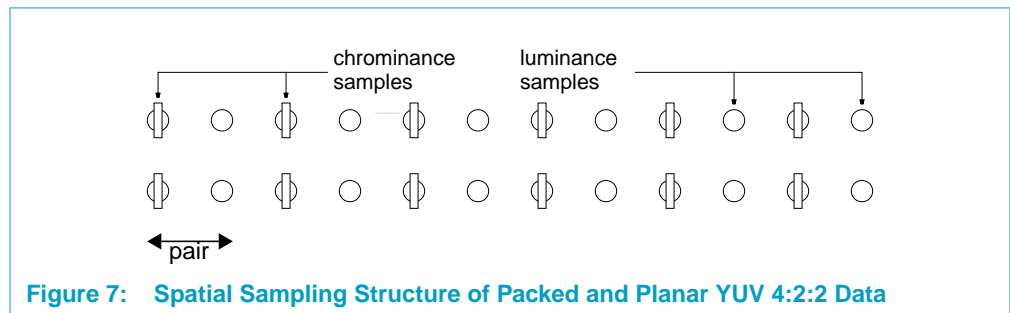 chrominance
samples
luminance
samples
pair
Figure 7: Spatial Sampling Structure of Packed and Planar YUV 4:2:2 Data